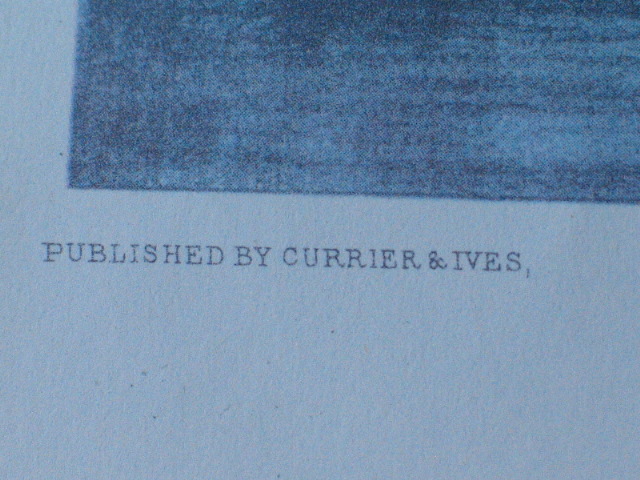 PUBLISHED BY CURRIER & IVES,